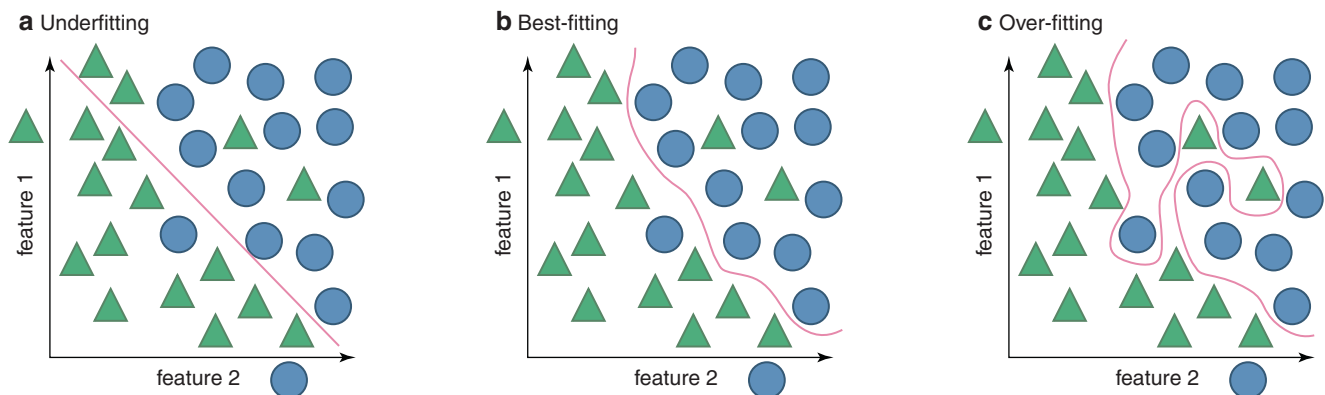 a Underfitting
feature 1
feature 2
b Best-fitting
feature 1
feature 2
c Over-fitting
feature 1
feature 2